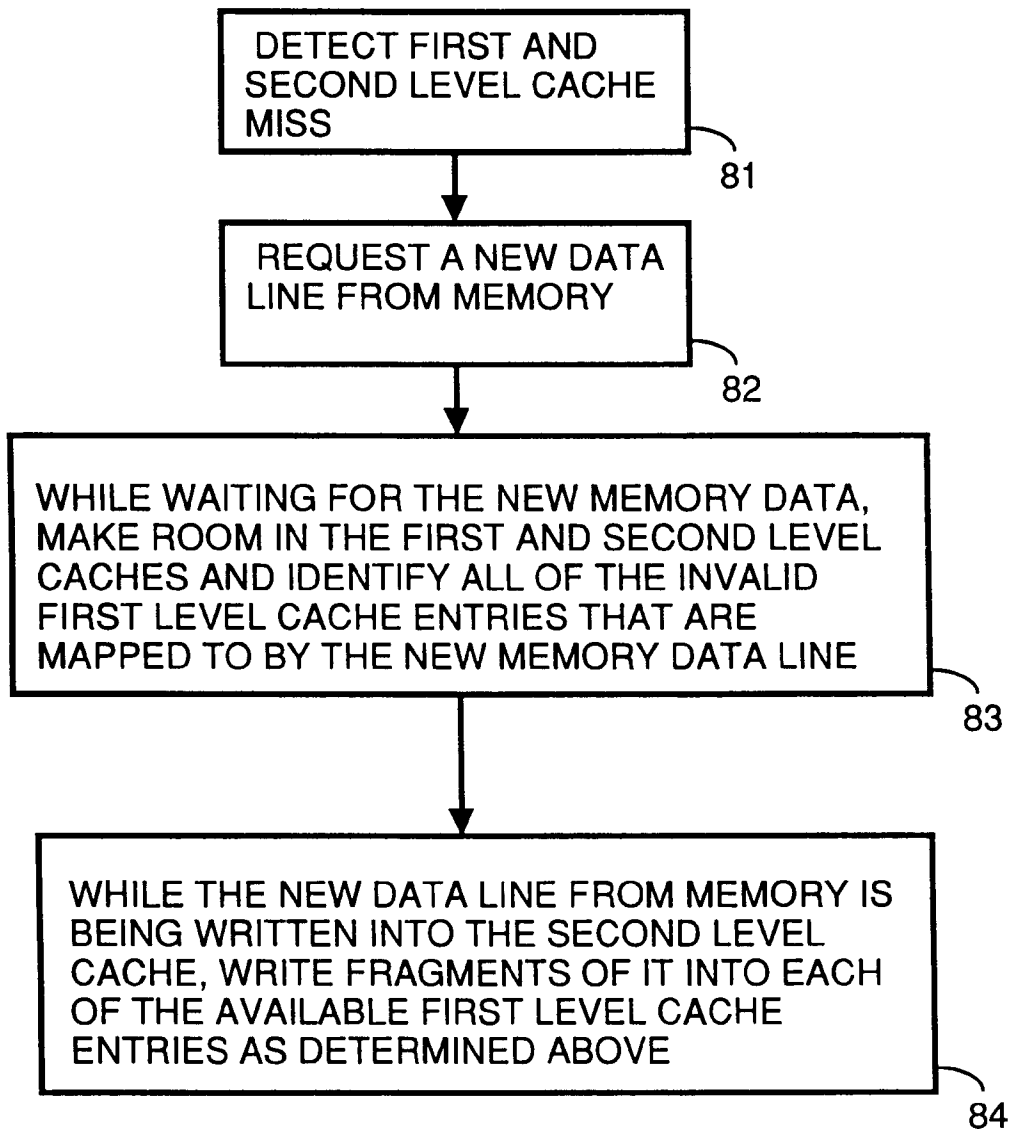 DETECT FIRST AND
SECOND LEVEL CACHE
MISS
81
REQUEST A NEW DATA
LINE FROM MEMORY
82
WHILE WAITING FOR THE NEW MEMORY DATA,
MAKE ROOM IN THE FIRST AND SECOND LEVEL
CACHES AND IDENTIFY ALL OF THE INVALID
FIRST LEVEL CACHE ENTRIES THAT ARE
MAPPED TO BY THE NEW MEMORY DATA LINE
83
WHILE THE NEW DATA LINE FROM MEMORY IS
BEING WRITTEN INTO THE SECOND LEVEL
CACHE, WRITE FRAGMENTS OF IT INTO EACH
OF THE AVAILABLE FIRST LEVEL CACHE
ENTRIES AS DETERMINED ABOVE
84